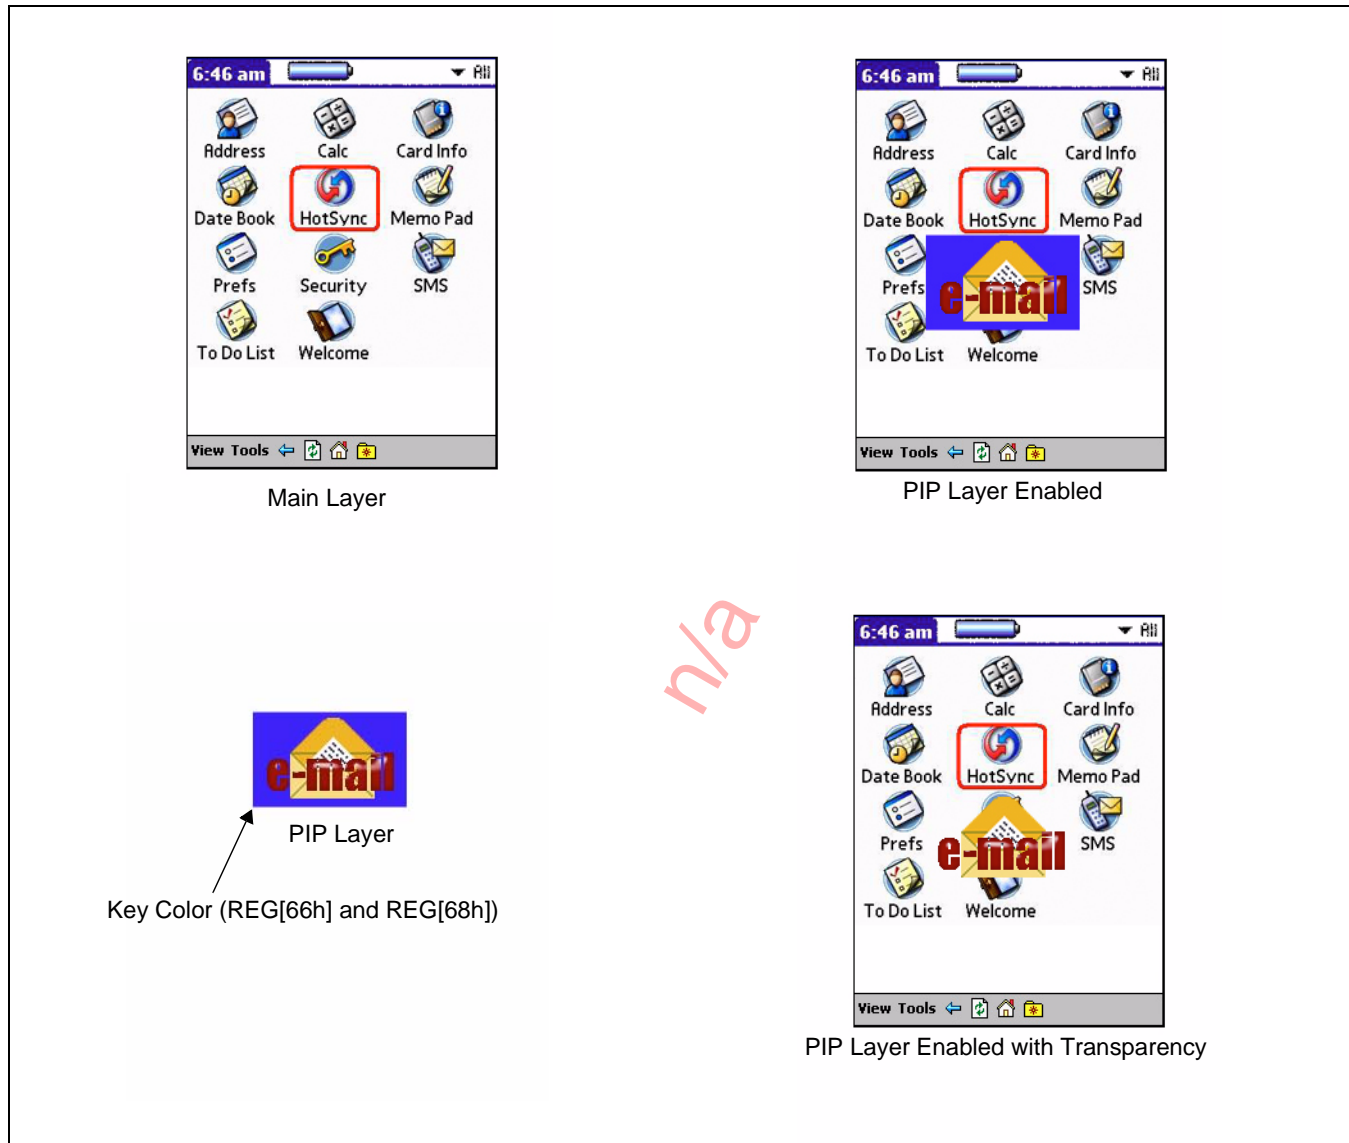 6:46 am All
Address Calc Card Info
Date Book HotSync Memo Pad
Prefs Security SMS
To Do List Welcome
View Tools
Main Layer
6:46 am All
Address Calc Card Info
Date Book HotSync Memo Pad
Prefs e-mail SMS
To Do List Welcome
View Tools
PIP Layer Enabled
n/a
e-mail
PIP Layer
Key Color (REG[66h] and REG[68h])
6:46 am All
Address Calc Card Info
Date Book HotSync Memo Pad
Prefs e-mail SMS
To Do List Welcome
View Tools
PIP Layer Enabled with Transparency